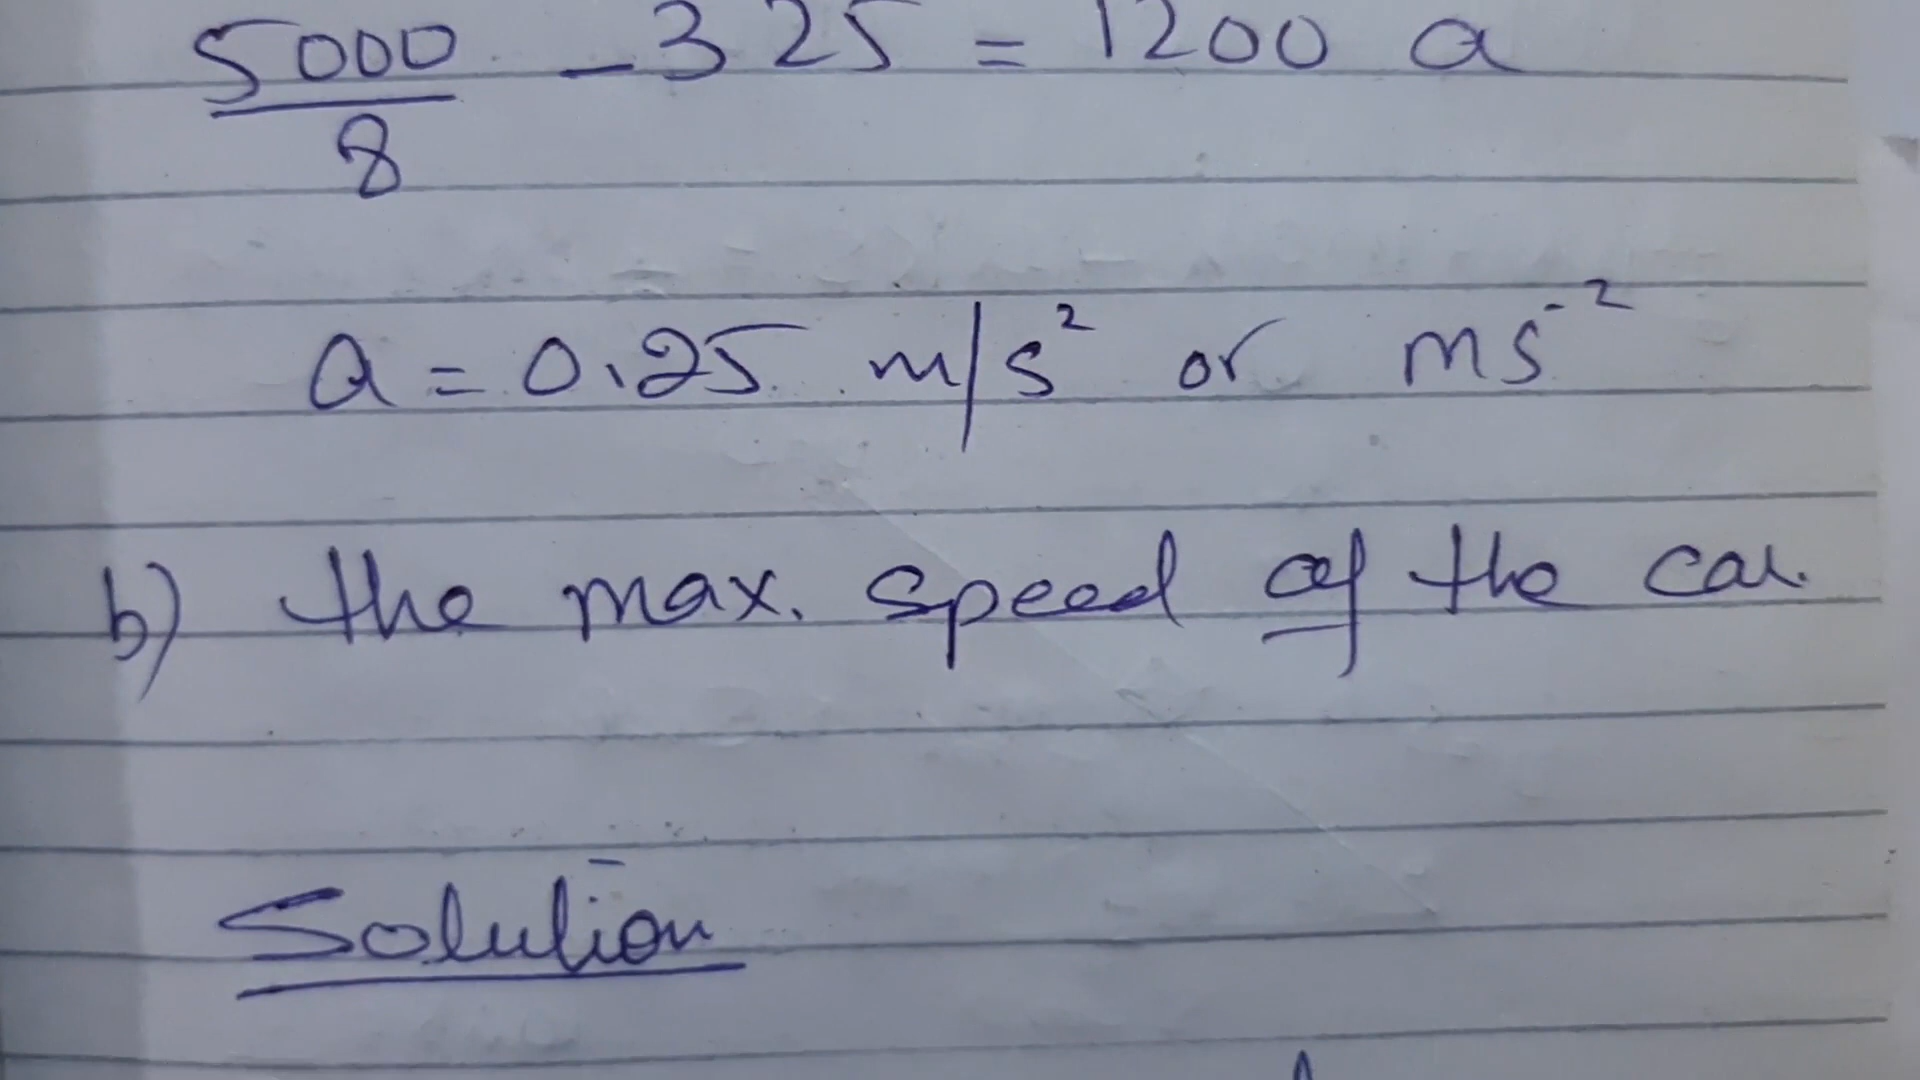 5000 - 325 = 1200 a
8
a = 0.25 m/s² or ms⁻²
b) the max. speed of the car.
Solution